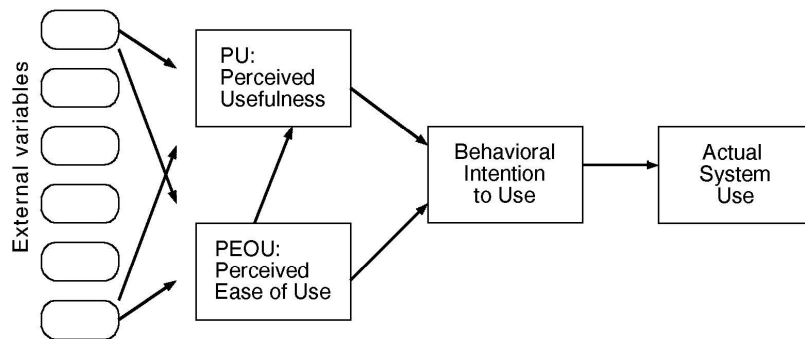 External variables
PU:
Perceived
Usefulness
PEOU:
Perceived
Ease of Use
Behavioral
Intention
to Use
Actual
System
Use